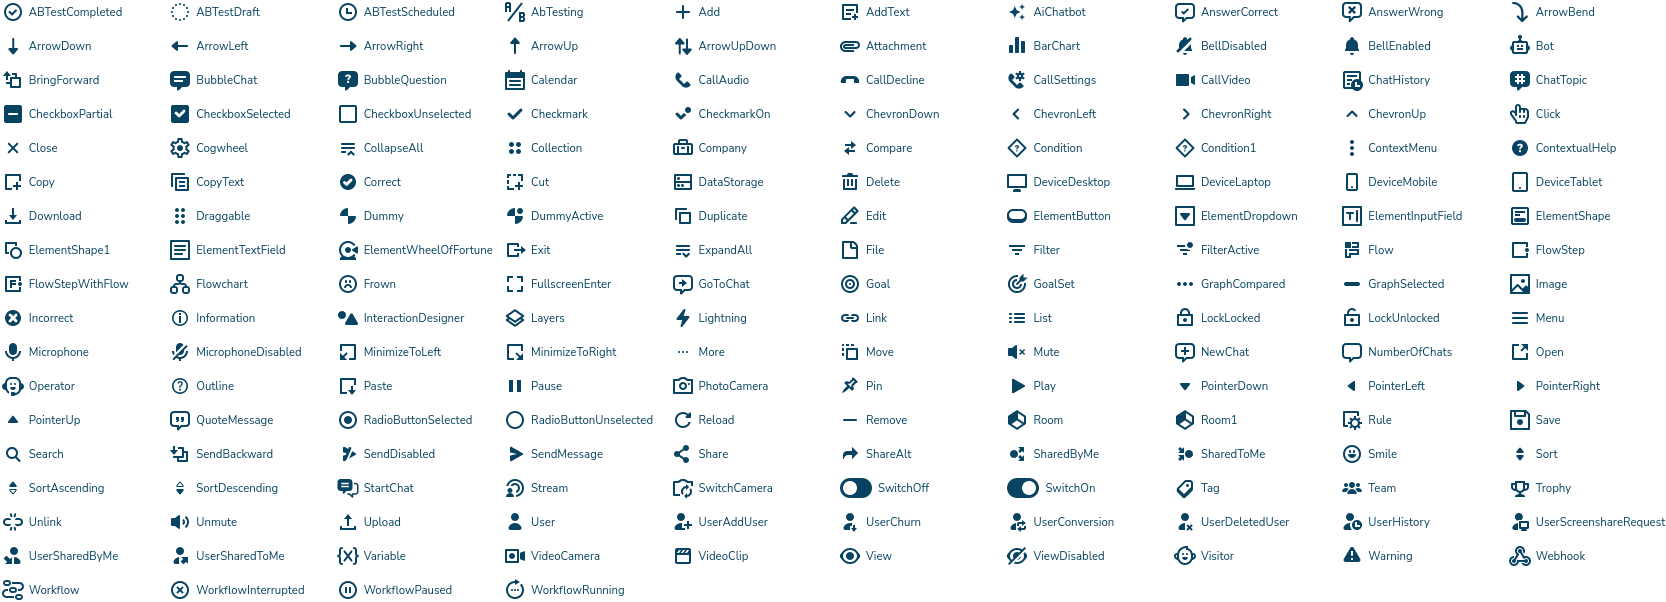 ABTestCompleted ABTestDraft ABTestScheduled AbTesting Add AddText AiChatbot AnswerCorrect AnswerWrong ArrowBend
ArrowDown ArrowLeft ArrowRight ArrowUp ArrowUpDown Attachment BarChart BellDisabled BellEnabled Bot
BringForward BubbleChat BubbleQuestion Calendar CallAudio CallDecline CallSettings CallVideo ChatHistory ChatTopic
CheckboxPartial CheckboxSelected CheckboxUnselected Checkmark CheckmarkOn ChevronDown ChevronLeft ChevronRight ChevronUp Click
Close Cogwheel CollapseAll Collection Company Compare Condition Condition1 ContextMenu ContextualHelp
Copy CopyText Correct Cut DataStorage Delete DeviceDesktop DeviceLaptop DeviceMobile DeviceTablet
Download Draggable Dummy DummyActive Duplicate Edit ElementButton ElementDropdown ElementInputField ElementShape
ElementShape1 ElementTextField ElementWheelOfFortune Exit ExpandAll File Filter FilterActive Flow FlowStep
FlowStepWithFlow Flowchart Frown FullscreenEnter GoToChat Goal GoalSet GraphCompared GraphSelected Image
Incorrect Information InteractionDesigner Layers Lightning Link List LockLocked LockUnlocked Menu
Microphone MicrophoneDisabled MinimizeToLeft MinimizeToRight More Move Mute NewChat NumberOfChats Open
Operator Outline Paste Pause PhotoCamera Pin Play PointerDown PointerLeft PointerRight
PointerUp QuoteMessage RadioButtonSelected RadioButtonUnselected Reload Remove Room Room1 Rule Save
Search SendBackward SendDisabled SendMessage Share ShareAlt SharedByMe SharedToMe Smile Sort
SortAscending SortDescending StartChat Stream SwitchCamera SwitchOff SwitchOn Tag Team Trophy
Unlink Unmute Upload User UserAddUser UserChurn UserConversion UserDeletedUser UserHistory UserScreenshareRequest
UserSharedByMe UserSharedToMe Variable VideoCamera VideoClip View ViewDisabled Visitor Warning Webhook
Workflow WorkflowInterrupted WorkflowPaused WorkflowRunning